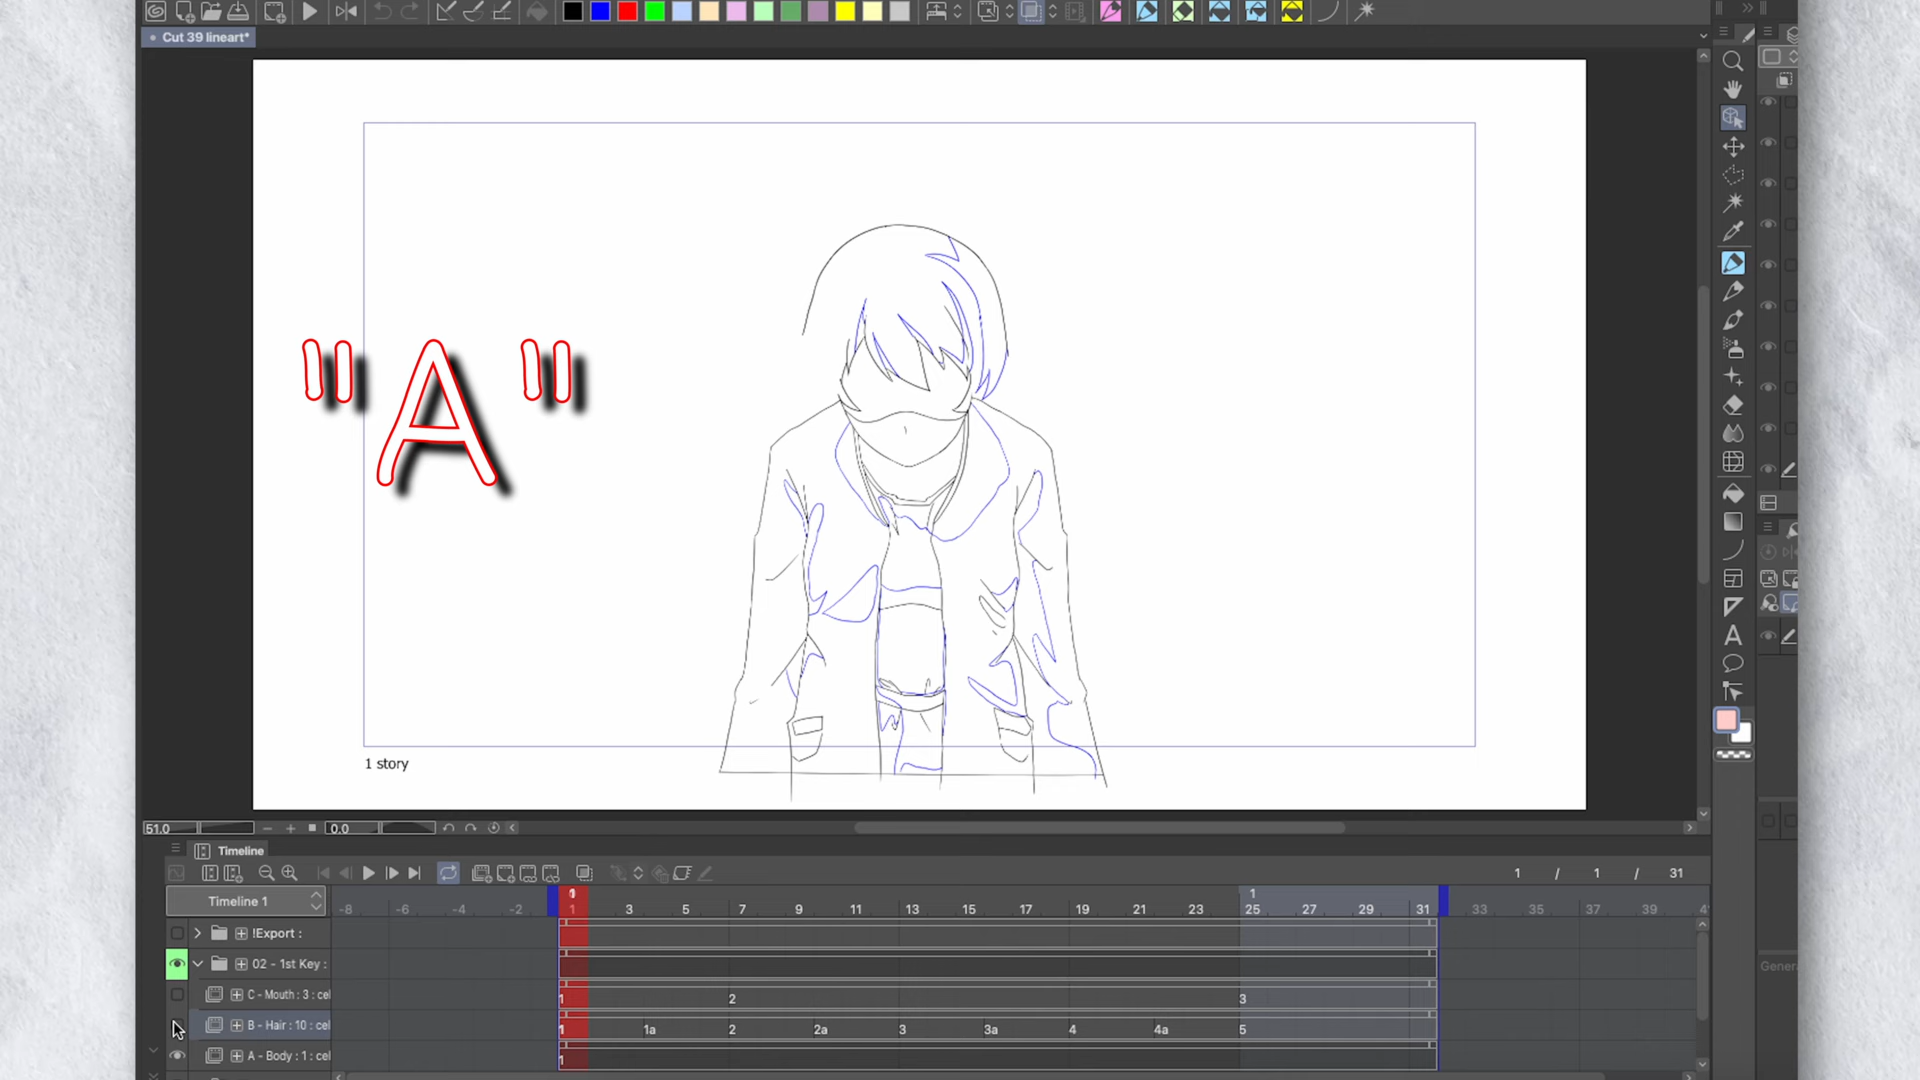 Cut 39 lineart*
"A"
1 story
51.0
0.0
Timeline
1 / 1 / 31
Timeline 1
1
1
-8 -6 -4 -2 1 3 5 7 9 11 13 15 17 19 21 23 25 27 29 31 33 35 37 39
!Export :
02 - 1st Key :
C - Mouth : 3 : cel
1 2 3
B - Hair : 10 : cel
1 1a 2 2a 3 3a 4 4a 5
A - Body : 1 : cel
1
Gener